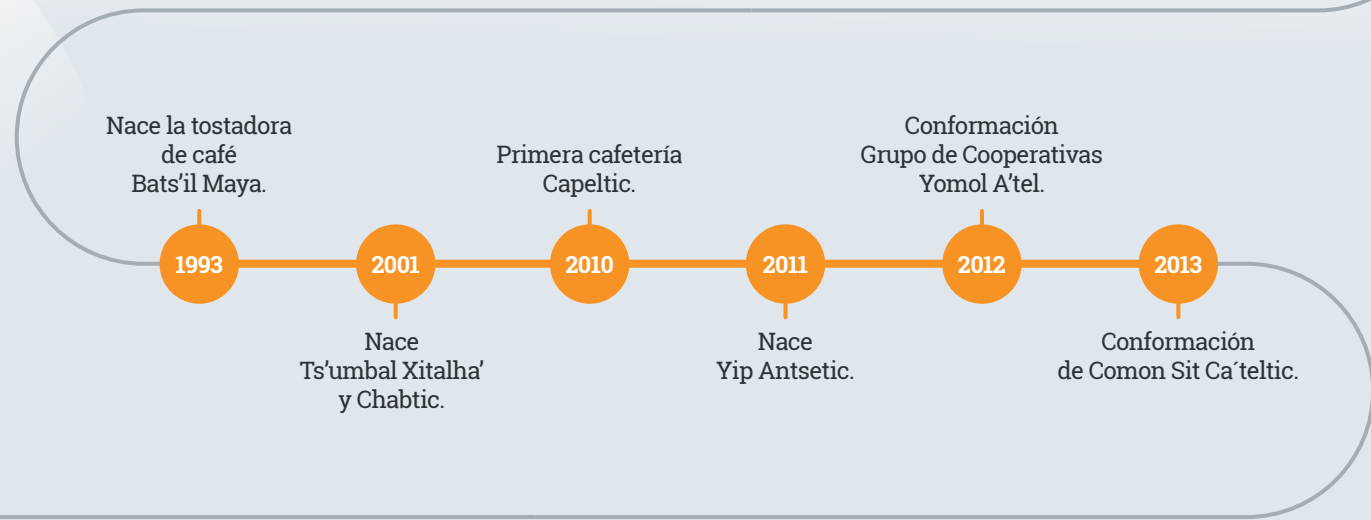 Nace la tostadora
de café
Bats’il Maya.
1993
2001
Nace
Ts’umbal Xitalha’
y Chabtic.
Primera cafetería
Capeltic.
2010
2011
Nace
Yip Antsetic.
Conformación
Grupo de Cooperativas
Yomol A’tel.
2012
2013
Conformación
de Comon Sit Ca´teltic.